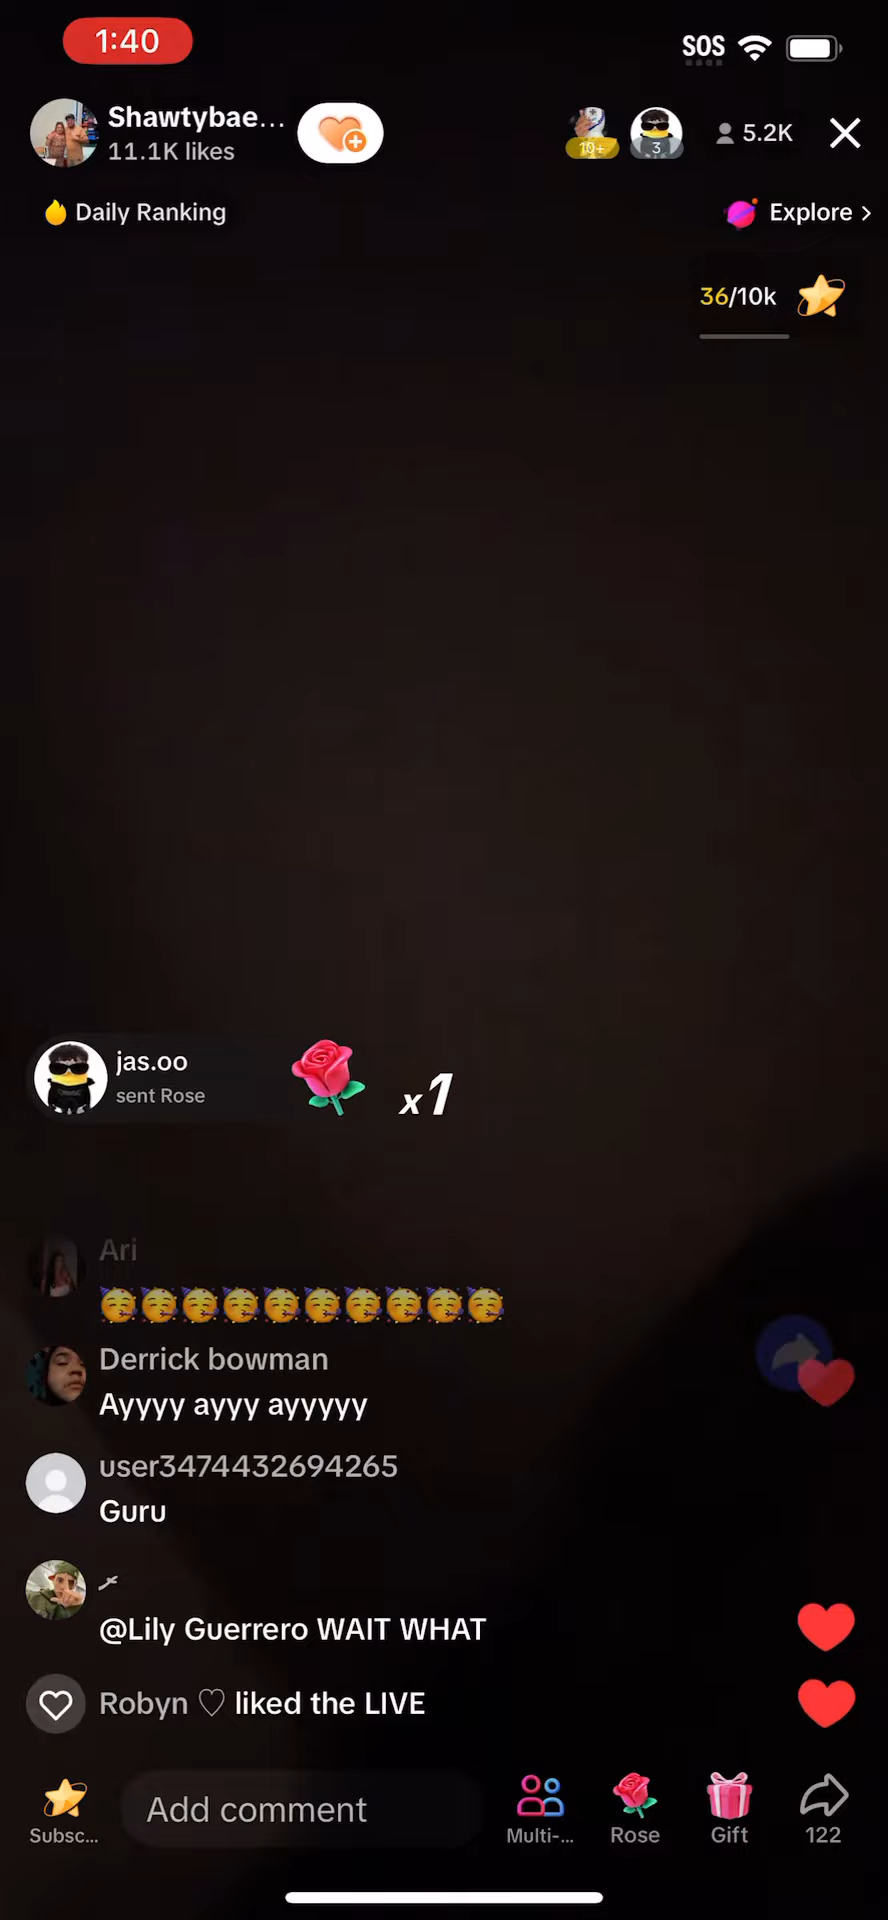 1:40
SOS
Shawtybae...
11.1K likes
10+
3
5.2K
Daily Ranking
Explore >
36/10k
jas.oo
sent Rose
x1
Ari
🥳🥳🥳🥳🥳🥳🥳🥳🥳🥳
Derrick bowman
Ayyyy ayyy ayyyyy
user3474432694265
Guru
@Lily Guerrero WAIT WHAT
Robyn ♡ liked the LIVE
Add comment
Subsc...
Multi-...
Rose
Gift
122